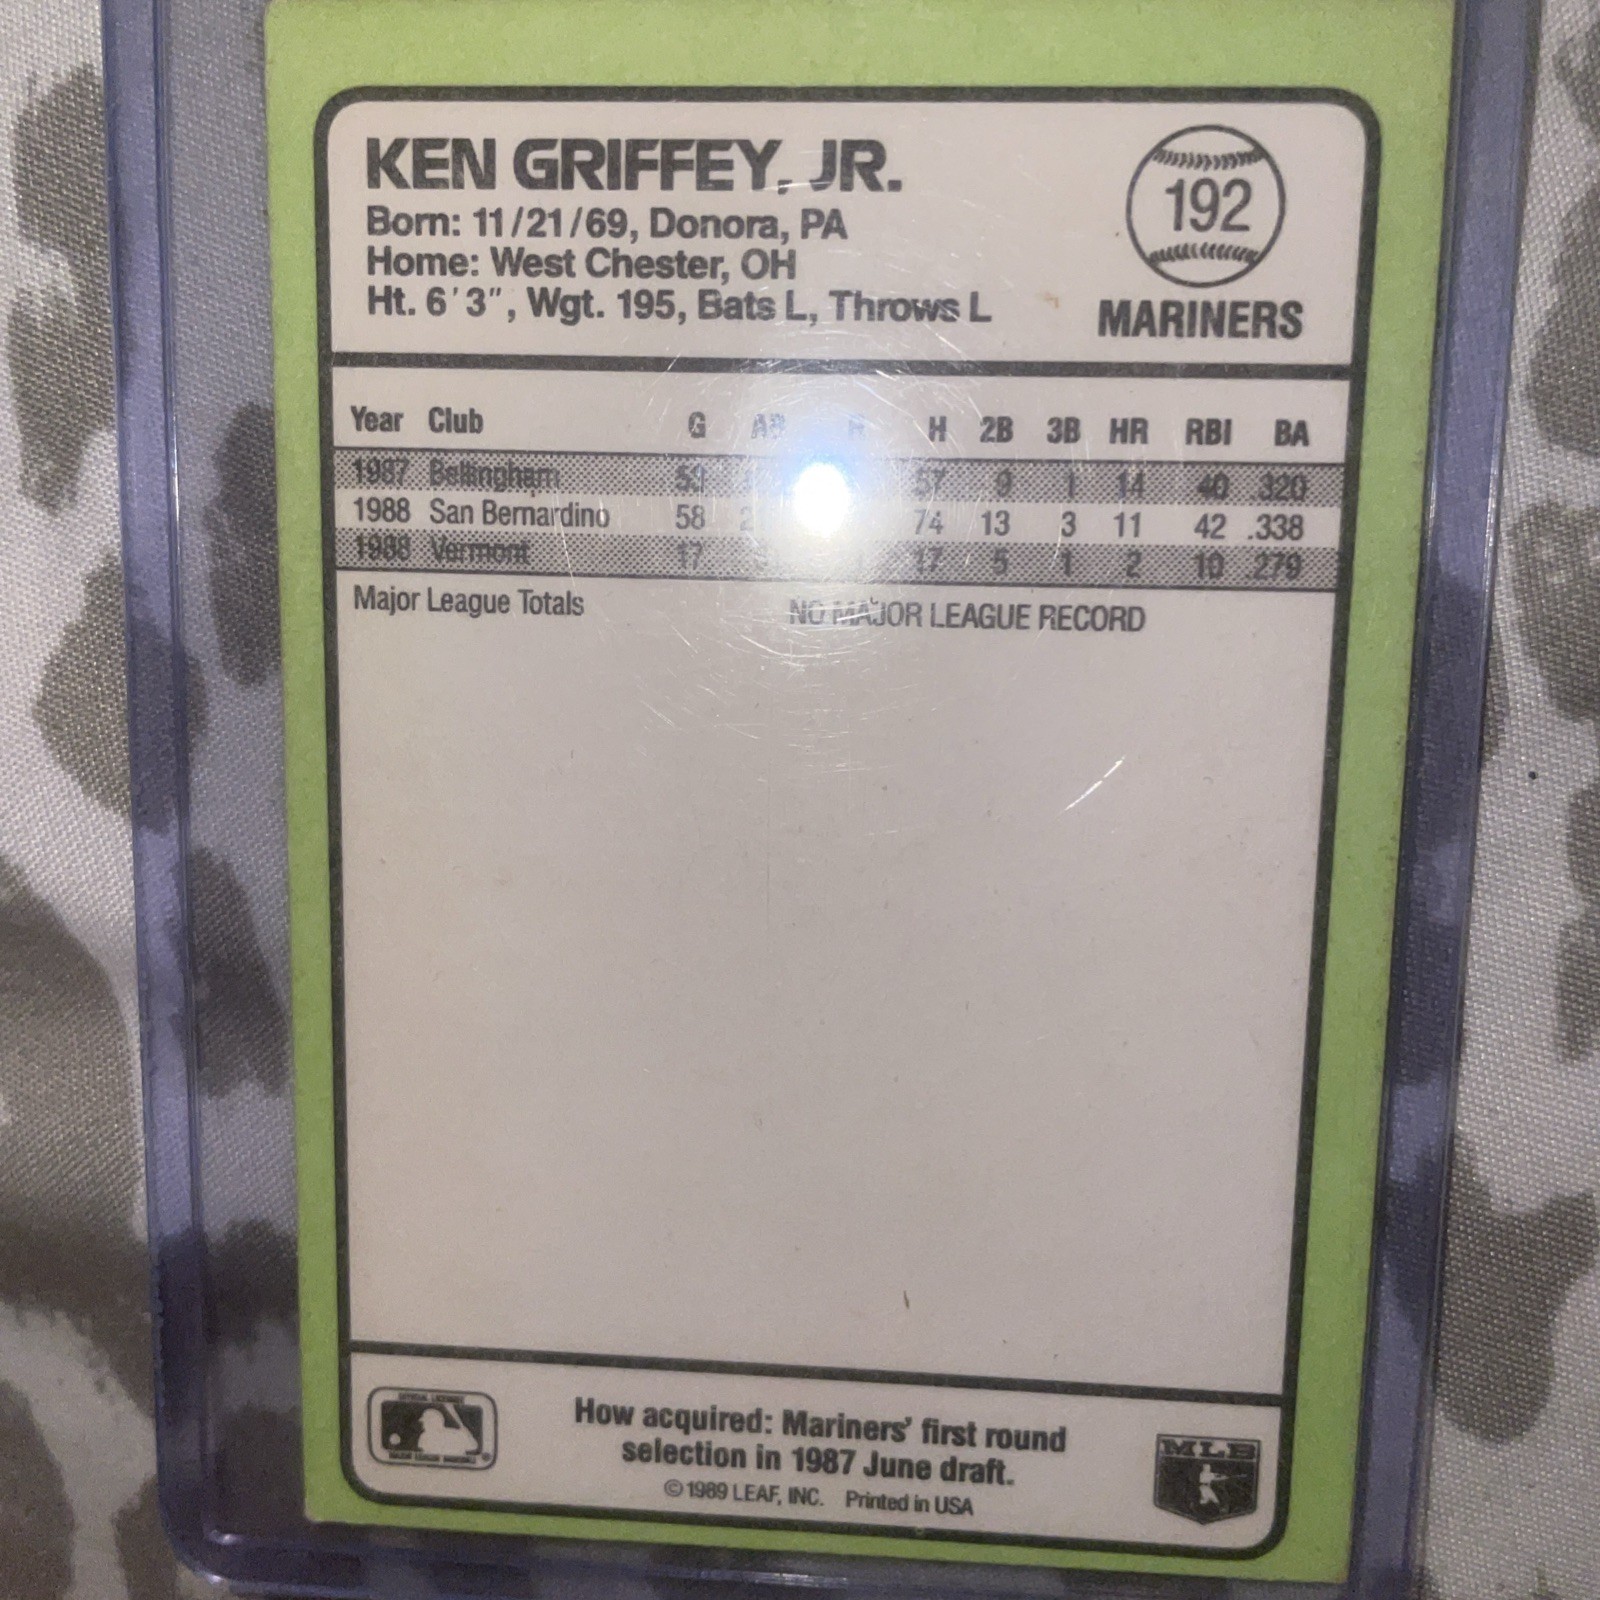 KEN GRIFFEY, JR.
192
Born: 11/21/69, Donora, PA
Home: West Chester, OH
Ht. 6'3", Wgt. 195, Bats L, Throws L
MARINERS
Year Club G AB R H 2B 3B HR RBI BA
1987 Bellingham 53 57 9 1 14 40 .320
1988 San Bernardino 58 74 13 3 11 42 .338
1988 Vermont 17 17 5 1 2 10 .279
Major League Totals NO MAJOR LEAGUE RECORD
How acquired: Mariners' first round
selection in 1987 June draft.
© 1989 LEAF, INC. Printed in USA
MLB